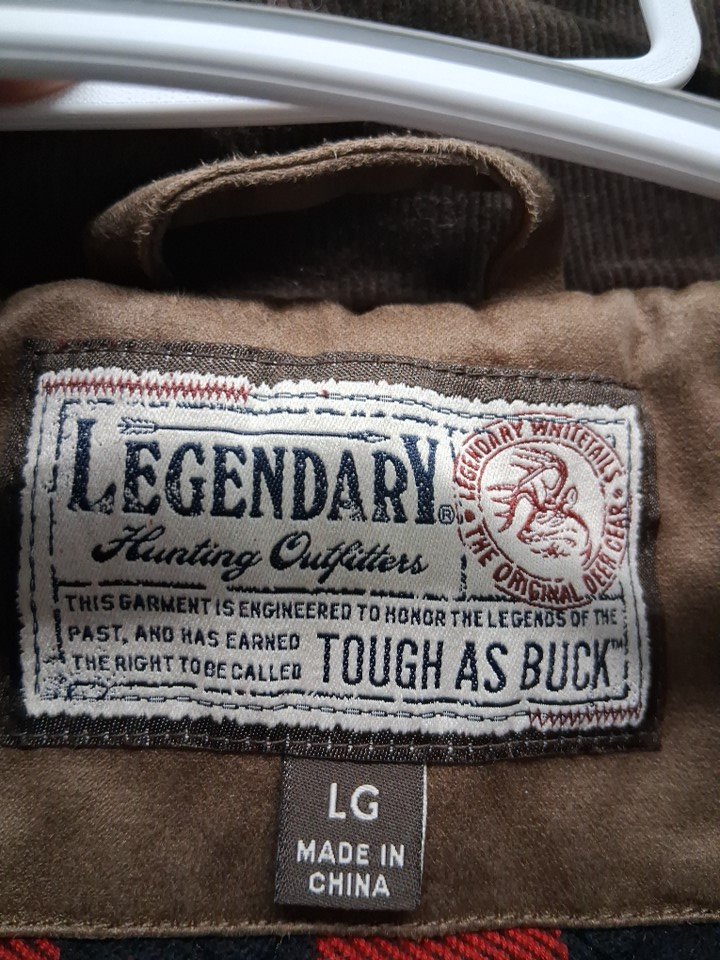 LEGENDARY®
Hunting Outfitters
LEGENDARY WHITETAILS
• THE ORIGINAL DEER GEAR •
THIS GARMENT IS ENGINEERED TO HONOR THE LEGENDS OF THE
PAST, AND HAS EARNED
THE RIGHT TO BE CALLED
TOUGH AS BUCK™
LG
MADE IN
CHINA